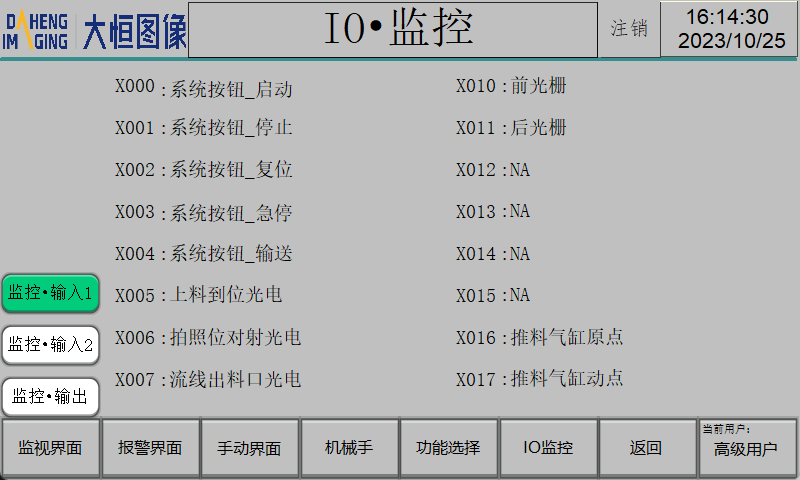 DAHENG
IMAGING
大恒图像
IO•监控
注销
16:14:30
2023/10/25
X000 :系统按钮_启动
X001 :系统按钮_停止
X002 :系统按钮_复位
X003 :系统按钮_急停
X004 :系统按钮_输送
X005 :上料到位光电
X006 :拍照位对射光电
X007 :流线出料口光电
X010 :前光栅
X011 :后光栅
X012 :NA
X013 :NA
X014 :NA
X015 :NA
X016 :推料气缸原点
X017 :推料气缸动点
监控•输入1
监控•输入2
监控•输出
监视界面
报警界面
手动界面
机械手
功能选择
IO监控
返回
当前用户:
高级用户